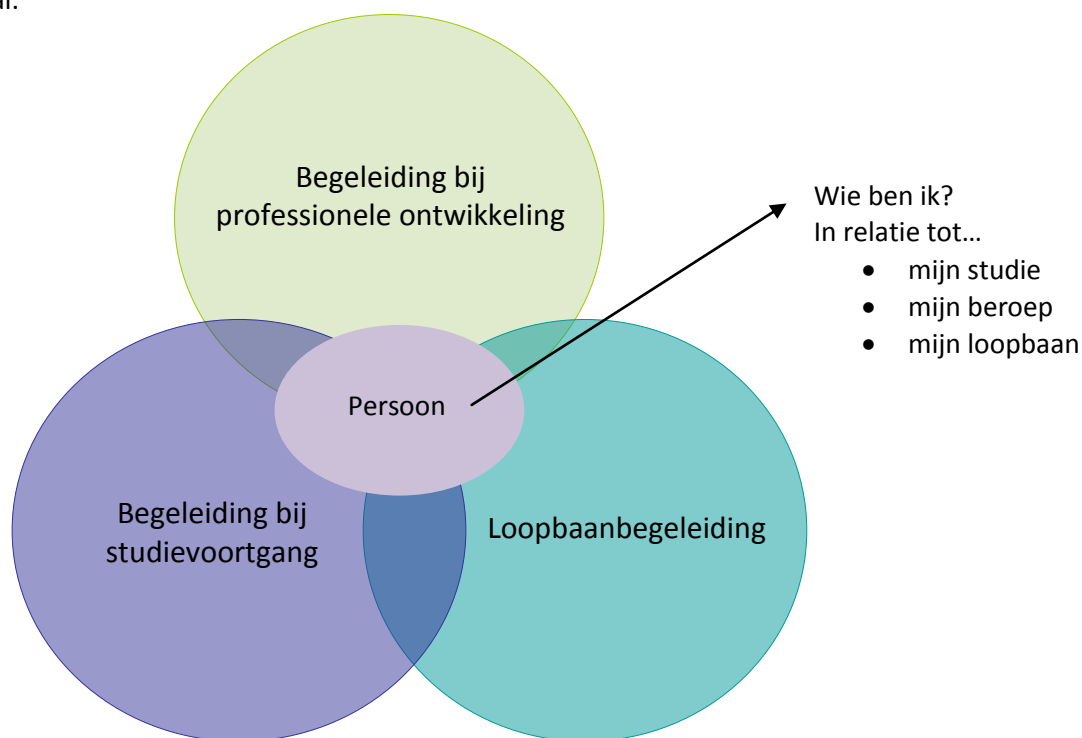 Begeleiding bij
professionele ontwikkeling
Wie ben ik?
In relatie tot...
• mijn studie
• mijn beroep
• mijn loopbaan
Persoon
Begeleiding bij
studievoortgang
Loopbaanbegeleiding